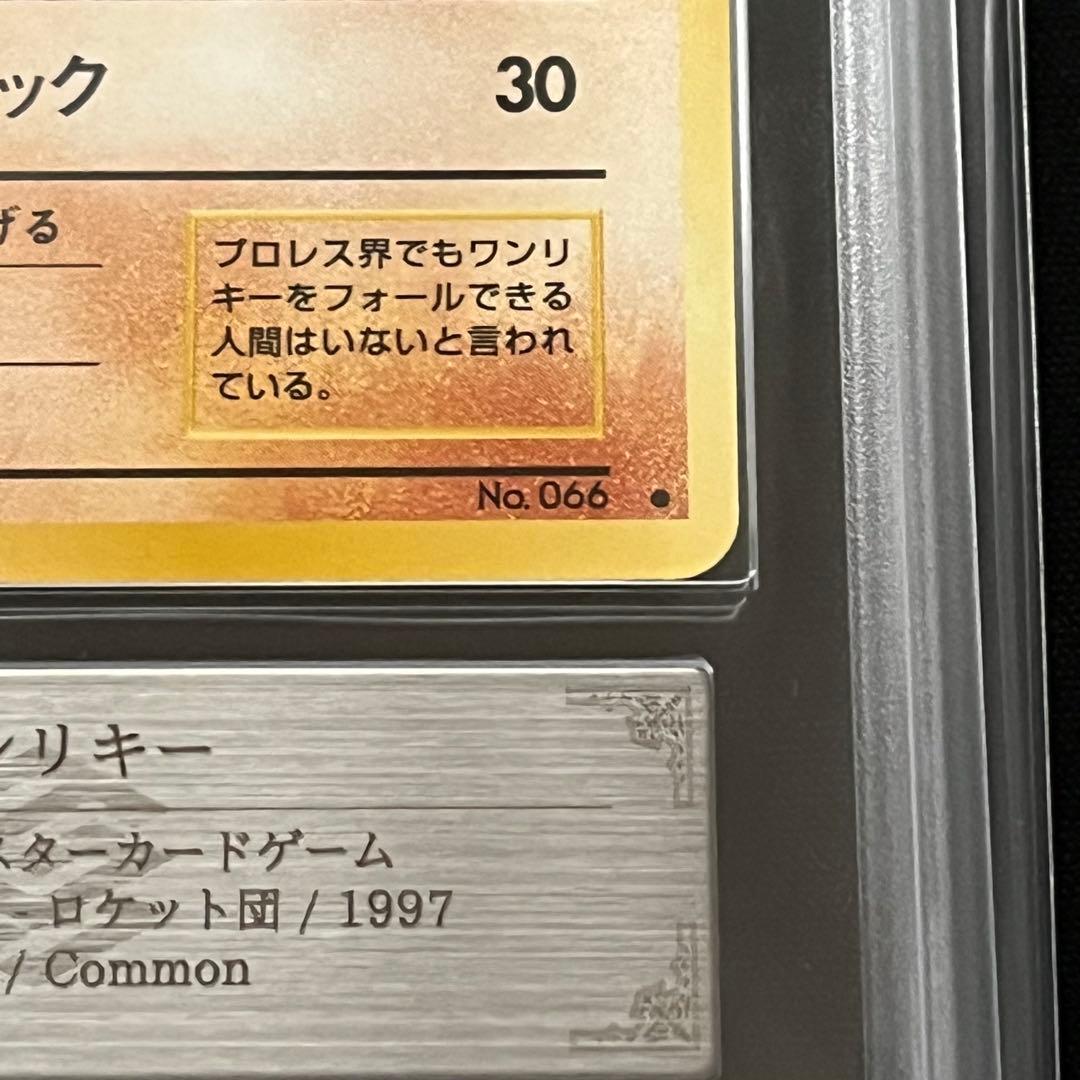 ック 30
げる
プロレス界でもワンリ
キーをフォールできる
人間はいないと言われ
ている。
No. 066 ●
ンリキー
スターカードゲーム
ロケット団 / 1997
/ Common